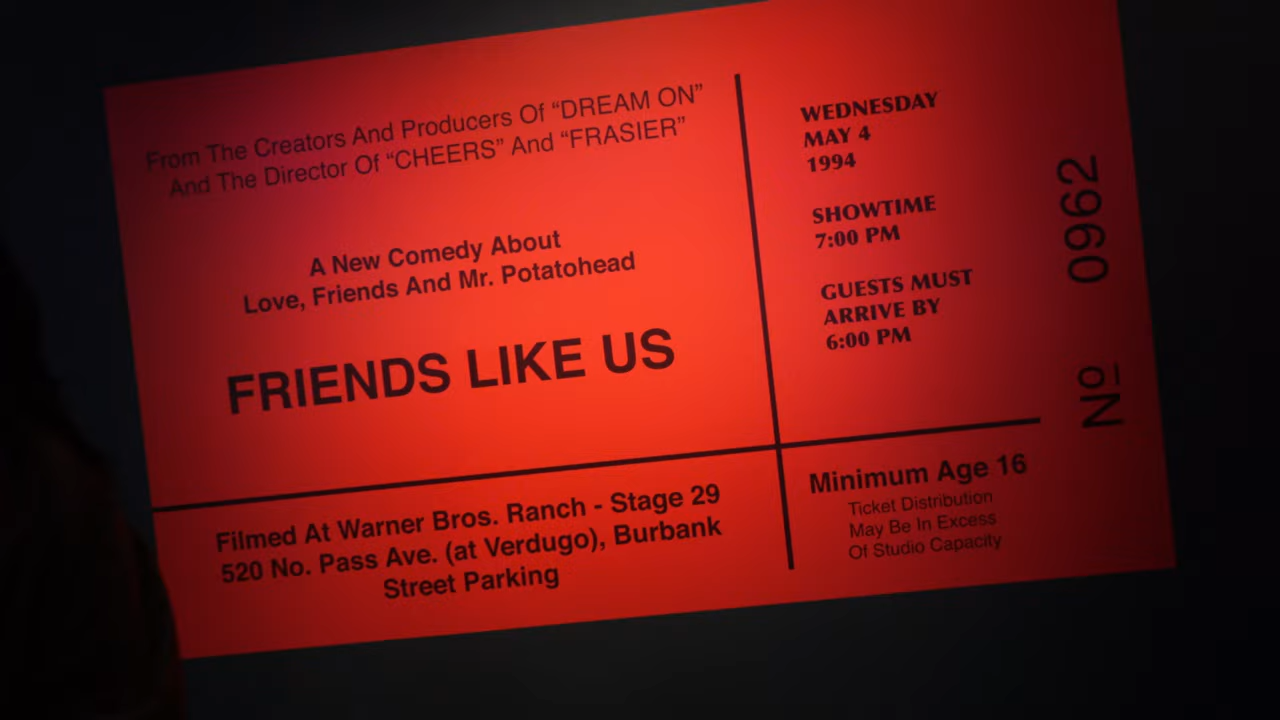 From The Creators And Producers Of “DREAM ON”
And The Director Of “CHEERS” And “FRASIER”
A New Comedy About
Love, Friends And Mr. Potatohead
FRIENDS LIKE US
Filmed At Warner Bros. Ranch - Stage 29
520 No. Pass Ave. (at Verdugo), Burbank
Street Parking
WEDNESDAY
MAY 4
1994
SHOWTIME
7:00 PM
GUESTS MUST
ARRIVE BY
6:00 PM
Minimum Age 16
Ticket Distribution
May Be In Excess
Of Studio Capacity
No 0962